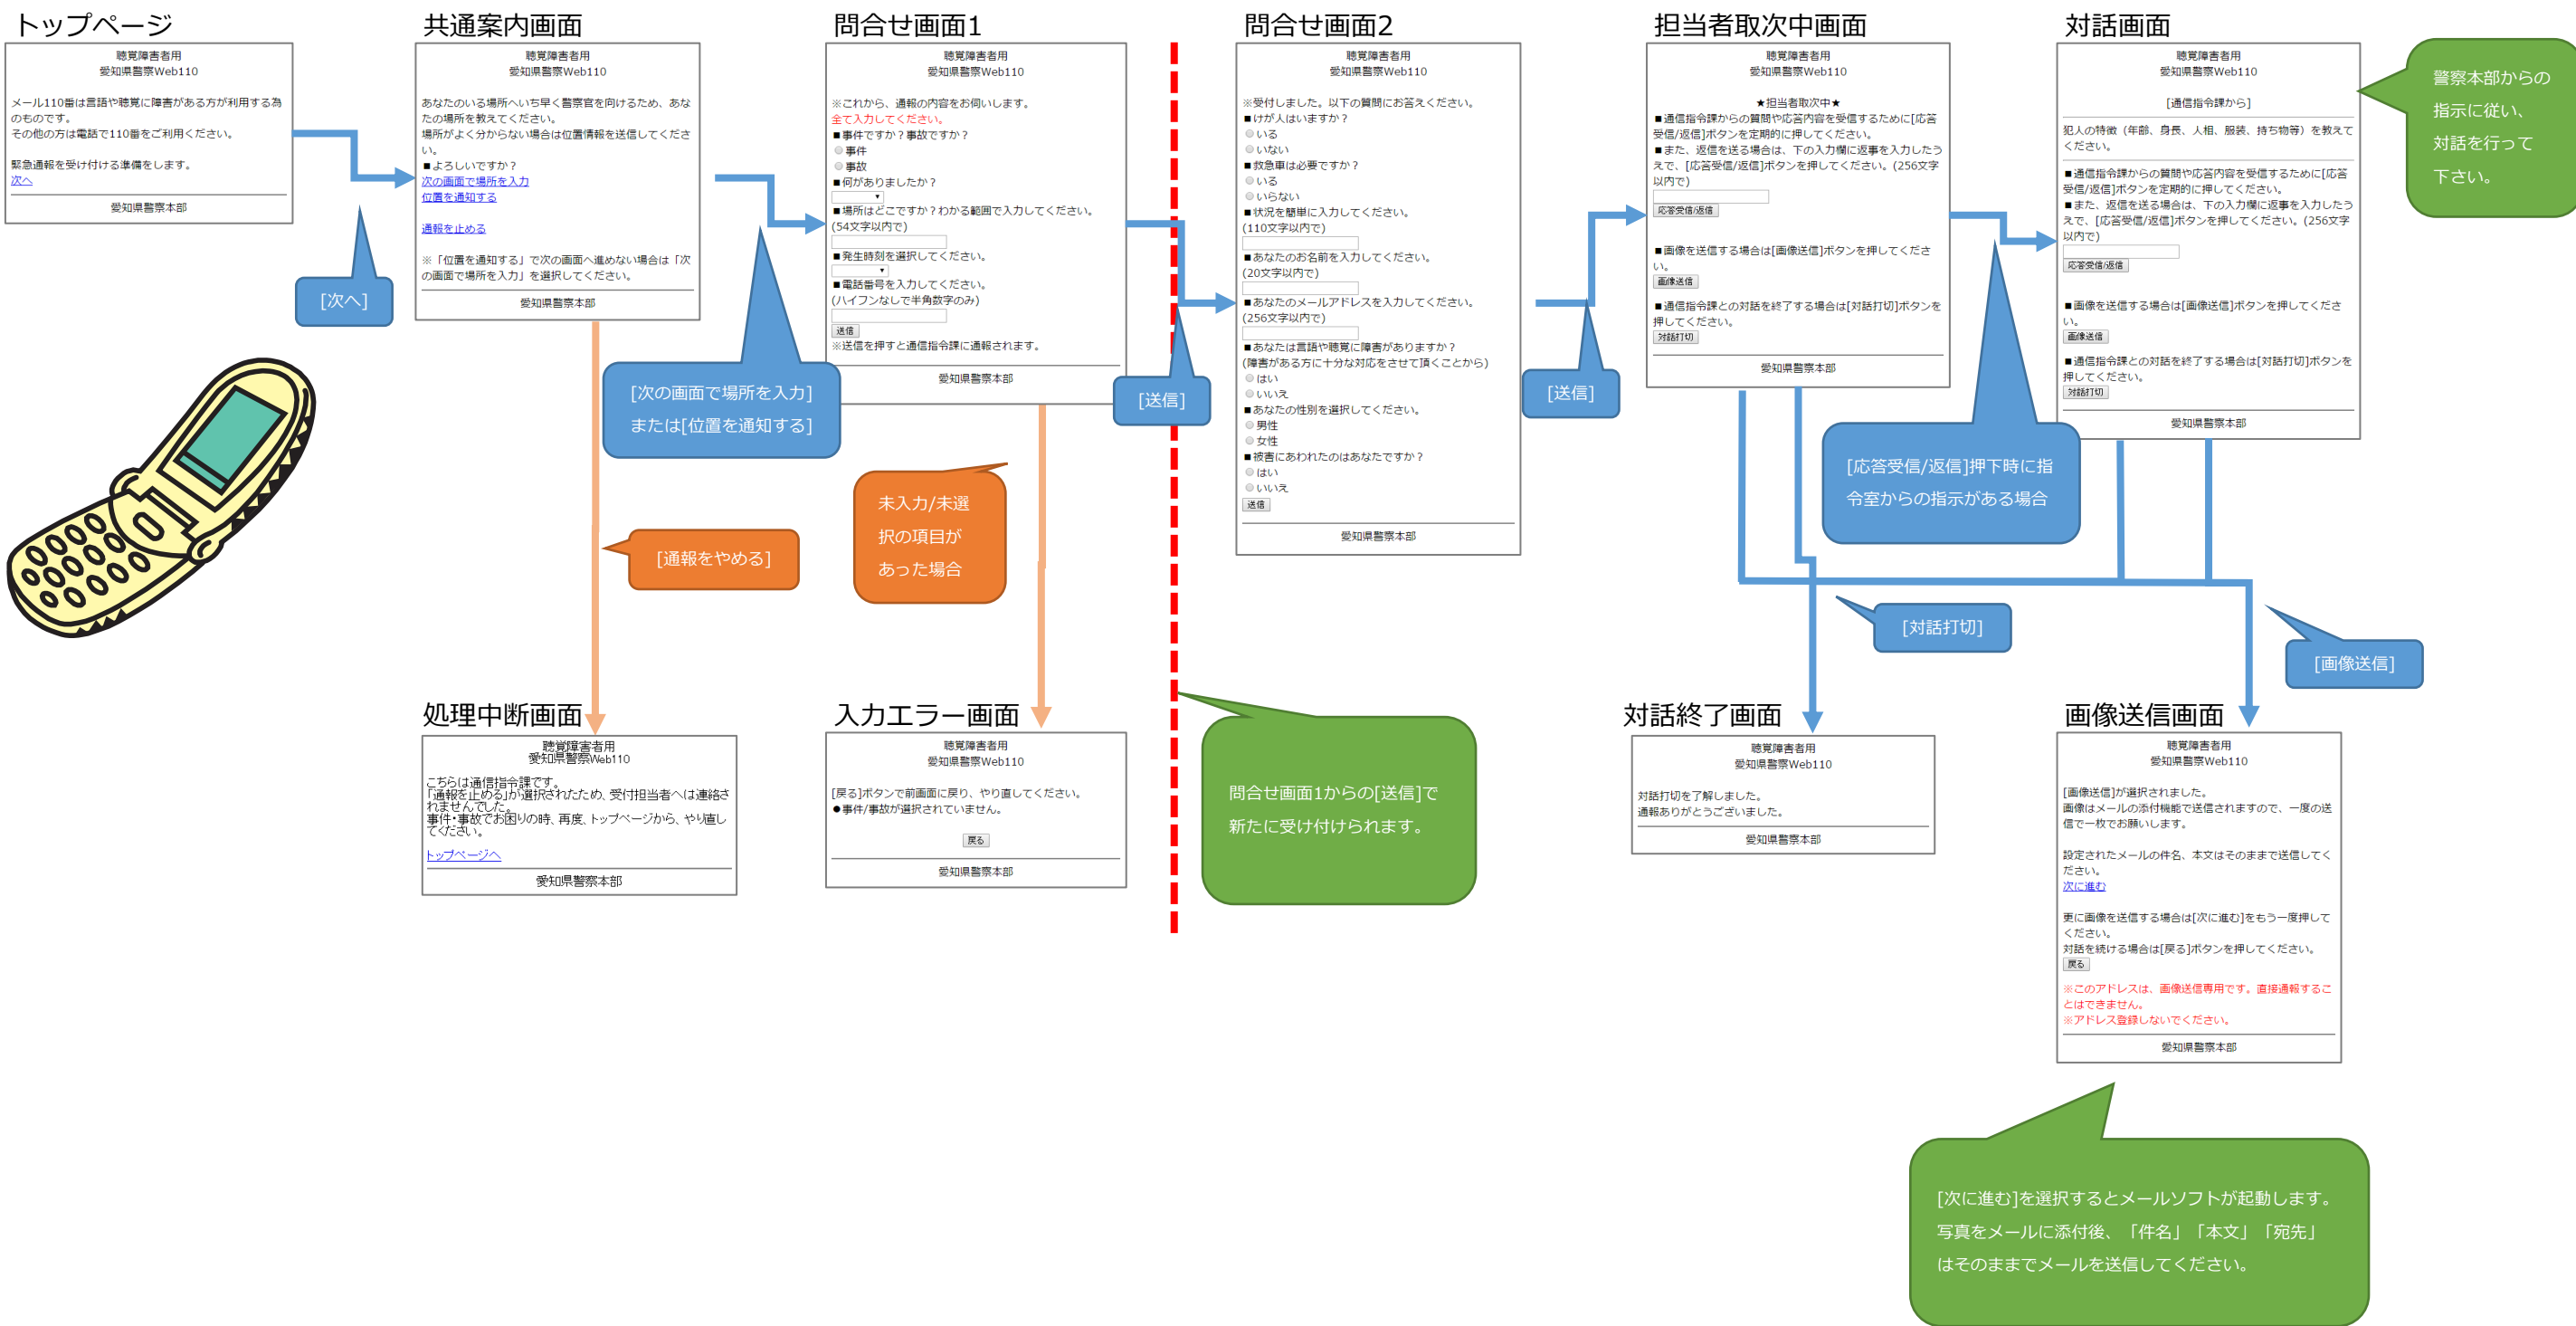 トップページ
聴覚障害者用
愛知県警察Web110
メール110番は言語や聴覚に障害がある方が利用する為
のものです。
その他の方は電話で110番をご利用ください。
緊急通報を受け付ける準備をします。
次へ
愛知県警察本部
[次へ]
共通案内画面
聴覚障害者用
愛知県警察Web110
あなたのいる場所へいち早く警察官を向けるため、あな
たの場所を教えてください。
場所がよく分からない場合は位置情報を送信してくださ
い。
■よろしいですか？
次の画面で場所を入力
位置を通知する
通報を止める
※「位置を通知する」で次の画面へ進めない場合は「次
の画面で場所を入力」を選択してください。
愛知県警察本部
[次の画面で場所を入力]
または[位置を通知する]
[通報をやめる]
問合せ画面1
聴覚障害者用
愛知県警察Web110
※これから、通報の内容をお伺いします。
全て入力してください。
■事件ですか？事故ですか？
事件
事故
■何がありましたか？
■場所はどこですか？わかる範囲で入力してください。
(54文字以内で)
■発生時刻を選択してください。
■電話番号を入力してください。
(ハイフンなしで半角数字のみ)
送信
※送信を押すと通信指令課に通報されます。
愛知県警察本部
[送信]
未入力/未選
択の項目が
あった場合
問合せ画面2
聴覚障害者用
愛知県警察Web110
※受付しました。以下の質問にお答えください。
■けが人はいますか？
いる
いない
■救急車は必要ですか？
いる
いらない
■状況を簡単に入力してください。
(110文字以内で)
■あなたのお名前を入力してください。
(20文字以内で)
■あなたのメールアドレスを入力してください。
(256文字以内で)
■あなたは言語や聴覚に障害がありますか？
(障害がある方に十分な対応をさせて頂くことから)
はい
いいえ
■あなたの性別を選択してください。
男性
女性
■被害にあわれたのはあなたですか？
はい
いいえ
送信
愛知県警察本部
[送信]
担当者取次中画面
聴覚障害者用
愛知県警察Web110
★担当者取次中★
■通信指令課からの質問や応答内容を受信するために[応答
受信/返信]ボタンを定期的に押してください。
■また、返信を送る場合は、下の入力欄に返事を入力したう
えで、[応答受信/返信]ボタンを押してください。(256文字
以内で)
応答受信/返信
■画像を送信する場合は[画像送信]ボタンを押してくださ
い。
画像送信
■通信指令課との対話を終了する場合は[対話打切]ボタンを
押してください。
対話打切
愛知県警察本部
[応答受信/返信]押下時に指
令室からの指示がある場合
対話画面
聴覚障害者用
愛知県警察Web110
[通信指令課から]
犯人の特徴（年齢、身長、人相、服装、持ち物等）を教えて
ください。
■通信指令課からの質問や応答内容を受信するために[応答
受信/返信]ボタンを定期的に押してください。
■また、返信を送る場合は、下の入力欄に返事を入力したう
えで、[応答受信/返信]ボタンを押してください。(256文字
以内で)
応答受信/返信
■画像を送信する場合は[画像送信]ボタンを押してくださ
い。
画像送信
■通信指令課との対話を終了する場合は[対話打切]ボタンを
押してください。
対話打切
愛知県警察本部
警察本部からの
指示に従い、
対話を行って
下さい。
[対話打切]
[画像送信]
処理中断画面
聴覚障害者用
愛知県警察Web110
こちらは通信指令課です。
「通報を止める」が選択されたため、受付担当者へは連絡さ
れませんでした。
事件・事故でお困りの時、再度、トップページから、やり直し
てください。
トップページへ
愛知県警察本部
入力エラー画面
聴覚障害者用
愛知県警察Web110
[戻る]ボタンで前画面に戻り、やり直してください。
●事件/事故が選択されていません。
戻る
愛知県警察本部
問合せ画面1からの[送信]で
新たに受け付けられます。
対話終了画面
聴覚障害者用
愛知県警察Web110
対話打切を了解しました。
通報ありがとうございました。
愛知県警察本部
画像送信画面
聴覚障害者用
愛知県警察Web110
[画像送信]が選択されました。
画像はメールの添付機能で送信されますので、一度の送
信で一枚でお願いします。
設定されたメールの件名、本文はそのままで送信してく
ださい。
次に進む
更に画像を送信する場合は[次に進む]をもう一度押して
ください。
対話を続ける場合は[戻る]ボタンを押してください。
戻る
※このアドレスは、画像送信専用です。直接通報するこ
とはできません。
※アドレス登録しないでください。
愛知県警察本部
[次に進む]を選択するとメールソフトが起動します。
写真をメールに添付後、「件名」「本文」「宛先」
はそのままでメールを送信してください。